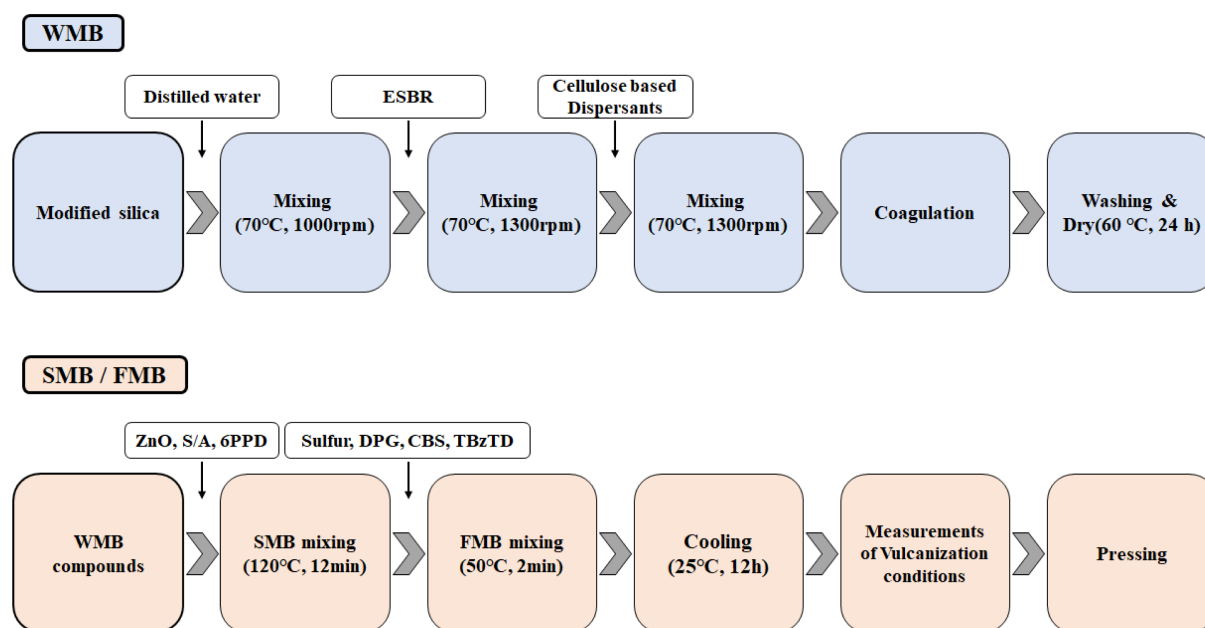 WMB
Distilled water
ESBR
Cellulose based
Dispersants
Modified silica
Mixing
(70°C, 1000rpm)
Mixing
(70°C, 1300rpm)
Mixing
(70°C, 1300rpm)
Coagulation
Washing &
Dry(60 °C, 24 h)
SMB / FMB
ZnO, S/A, 6PPD
Sulfur, DPG, CBS, TBzTD
WMB
compounds
SMB mixing
(120°C, 12min)
FMB mixing
(50°C, 2min)
Cooling
(25°C, 12h)
Measurements
of Vulcanization
conditions
Pressing